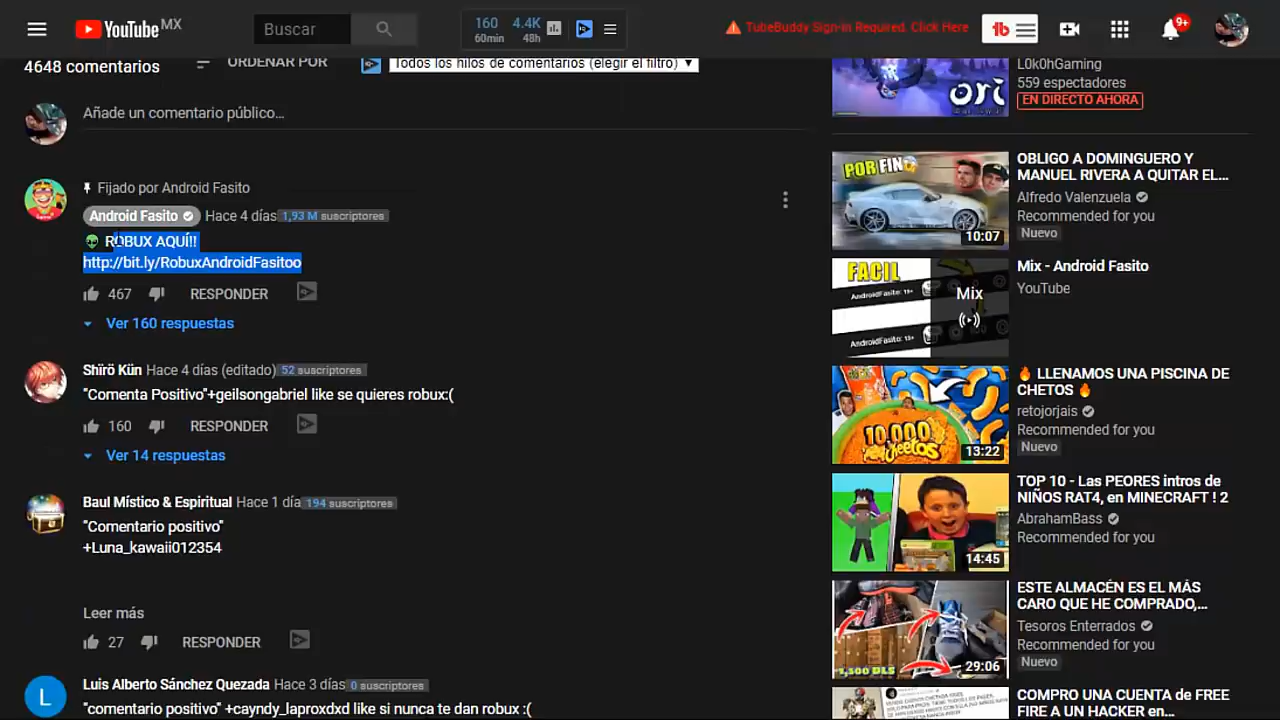 YouTube MX
Buscar
160 60min
4.4K 48h
TubeBuddy Sign-in Required. Click Here
tb
9+
4648 comentarios
ORDENAR POR
Todos los hilos de comentarios (elegir el filtro) ▼
Añade un comentario público...
Fijado por Android Fasito
Android Fasito Hace 4 días 1,93 M suscriptores
👽 ROBUX AQUÍ!!
http://bit.ly/RobuxAndroidFasitoo
467 RESPONDER
Ver 160 respuestas
Shïrö Kün Hace 4 días (editado) 52 suscriptores
"Comenta Positivo"+geilsongabriel like se quieres robux:(
160 RESPONDER
Ver 14 respuestas
Baul Místico & Espiritual Hace 1 día 194 suscriptores
"Comentario positivo"
+Luna_kawaii012354
Leer más
27 RESPONDER
L
Luis Alberto Sánchez Quezada Hace 3 días 0 suscriptores
ori
L0k0hGaming
559 espectadores
EN DIRECTO AHORA
POR FIN
10:07
OBLIGO A DOMINGUERO Y
MANUEL RIVERA A QUITAR EL...
Alfredo Valenzuela
Recommended for you
Nuevo
FACIL
Mix
Mix - Android Fasito
YouTube
10,000
Cheetos
13:22
🔥 LLENAMOS UNA PISCINA DE
CHETOS 🔥
retojorjais
Recommended for you
Nuevo
14:45
TOP 10 - Las PEORES intros de
NIÑOS RAT4, en MINECRAFT ! 2
AbrahamBass
Recommended for you
29:06
ESTE ALMACÉN ES EL MÁS
CARO QUE HE COMPRADO,...
Tesoros Enterrados
Recommended for you
Nuevo
COMPRO UNA CUENTA de FREE
FIRE A UN HACKER en...